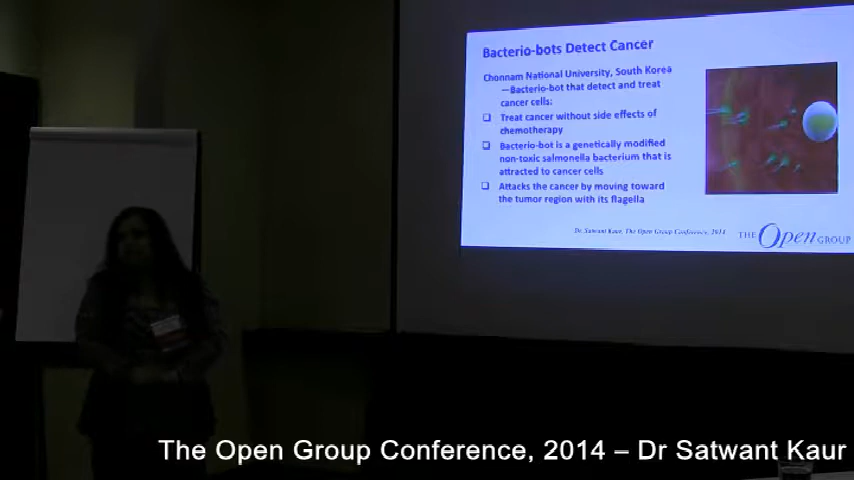 Bacterio-bots Detect Cancer
Chonnam National University, South Korea
—Bacterio-bot that detect and treat
cancer cells:
Treat cancer without side effects of
chemotherapy
Bacterio-bot is a genetically modified
non-toxic salmonella bacterium that is
attracted to cancer cells
Attacks the cancer by moving toward
the tumor region with its flagella
Dr. Satwant Kaur, The Open Group Conference, 2014
THE Open GROUP
The Open Group Conference, 2014 – Dr Satwant Kaur